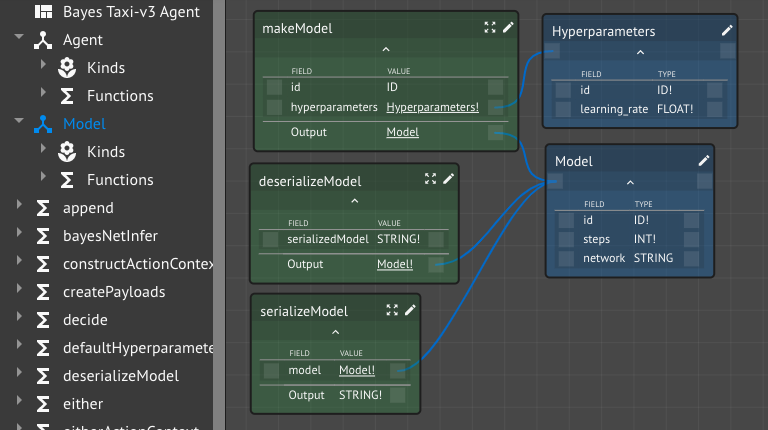 Bayes Taxi-v3 Agent
Agent
Kinds
Functions
Model
Kinds
Functions
append
bayesNetInfer
constructActionContex
createPayloads
decide
defaultHyperparamete
deserializeModel
either
eitherActionContext
makeModel
FIELD VALUE
id ID
hyperparameters Hyperparameters!
Output Model
deserializeModel
FIELD VALUE
serializedModel STRING!
Output Model!
serializeModel
FIELD VALUE
model Model!
Output STRING!
Hyperparameters
FIELD TYPE
id ID!
learning_rate FLOAT!
Model
FIELD TYPE
id ID!
steps INT!
network STRING